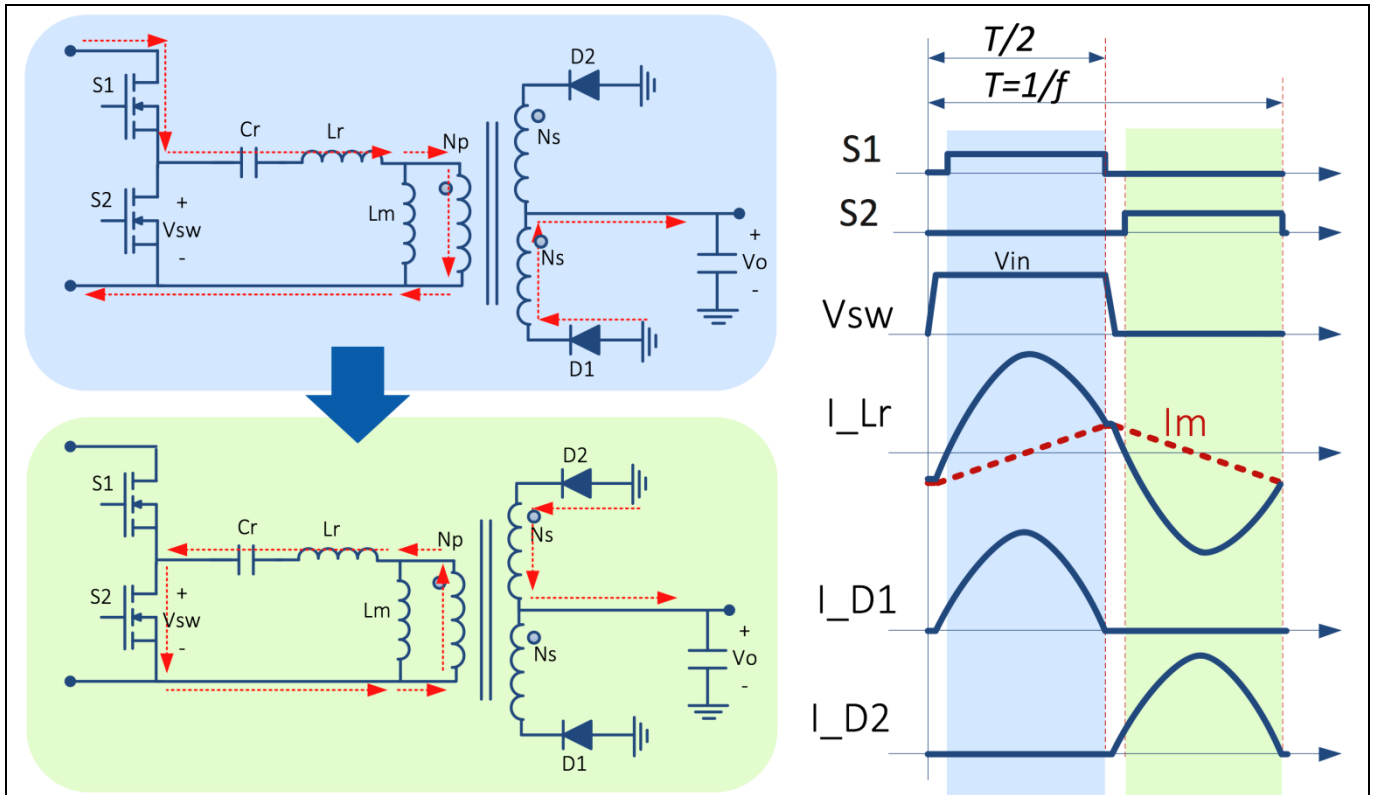 D2
S1
Cr
Lr
Np
Ns
S2
+
Vsw
-
Lm
Ns
+
Vo
-
D1
D2
S1
Cr
Lr
Np
Ns
S2
+
Vsw
-
Lm
Ns
+
Vo
-
D1
T/2
T=1/f
S1
S2
Vin
Vsw
I_Lr
Im
I_D1
I_D2